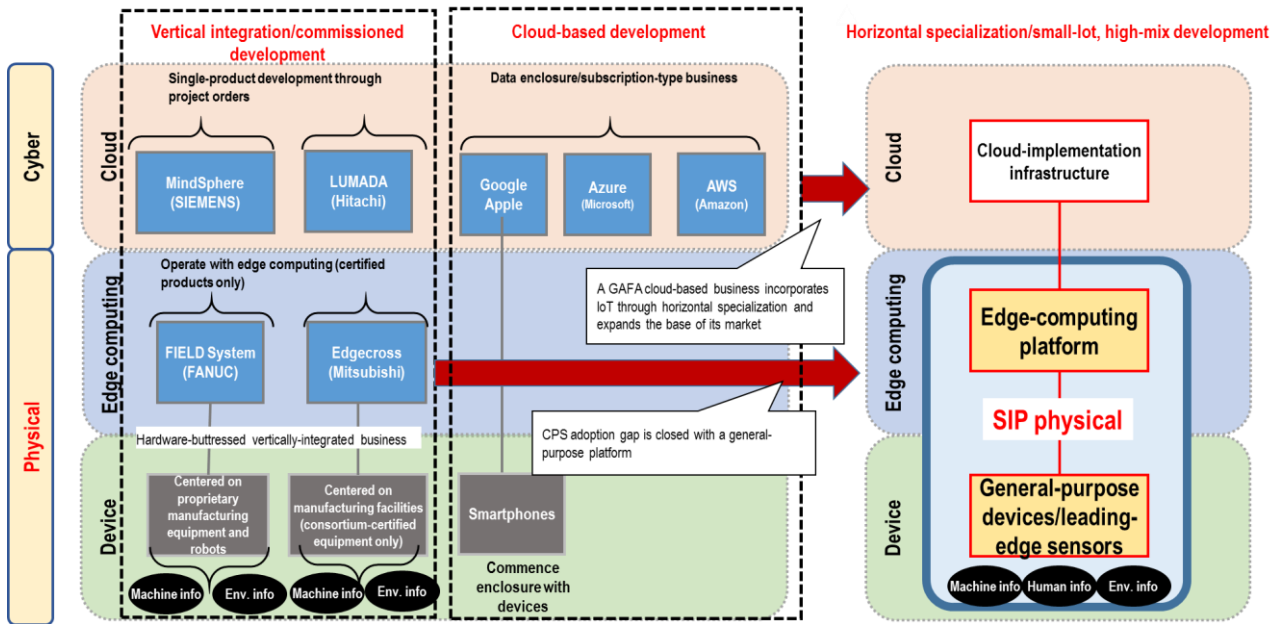 Vertical integration/commissioned
development
Cloud-based development
Horizontal specialization/small-lot, high-mix development
Cyber
Cloud
Single-product development through
project orders
Data enclosure/subscription-type business
MindSphere
(SIEMENS)
LUMADA
(Hitachi)
Google
Apple
Azure
(Microsoft)
AWS
(Amazon)
Cloud
Cloud-implementation
infrastructure
Physical
Edge computing
Operate with edge computing (certified
products only)
FIELD System
(FANUC)
Edgecross
(Mitsubishi)
A GAFA cloud-based business incorporates
IoT through horizontal specialization and
expands the base of its market
Edge computing
Edge-computing
platform
Hardware-buttressed vertically-integrated business
CPS adoption gap is closed with a general-
purpose platform
SIP physical
Device
Centered on
proprietary
manufacturing
equipment and
robots
Centered on
manufacturing facilities
(consortium-certified
equipment only)
Smartphones
Commence
enclosure with
devices
Machine info
Env. info
Machine info
Env. info
Device
General-purpose
devices/leading-
edge sensors
Machine info
Human info
Env. info